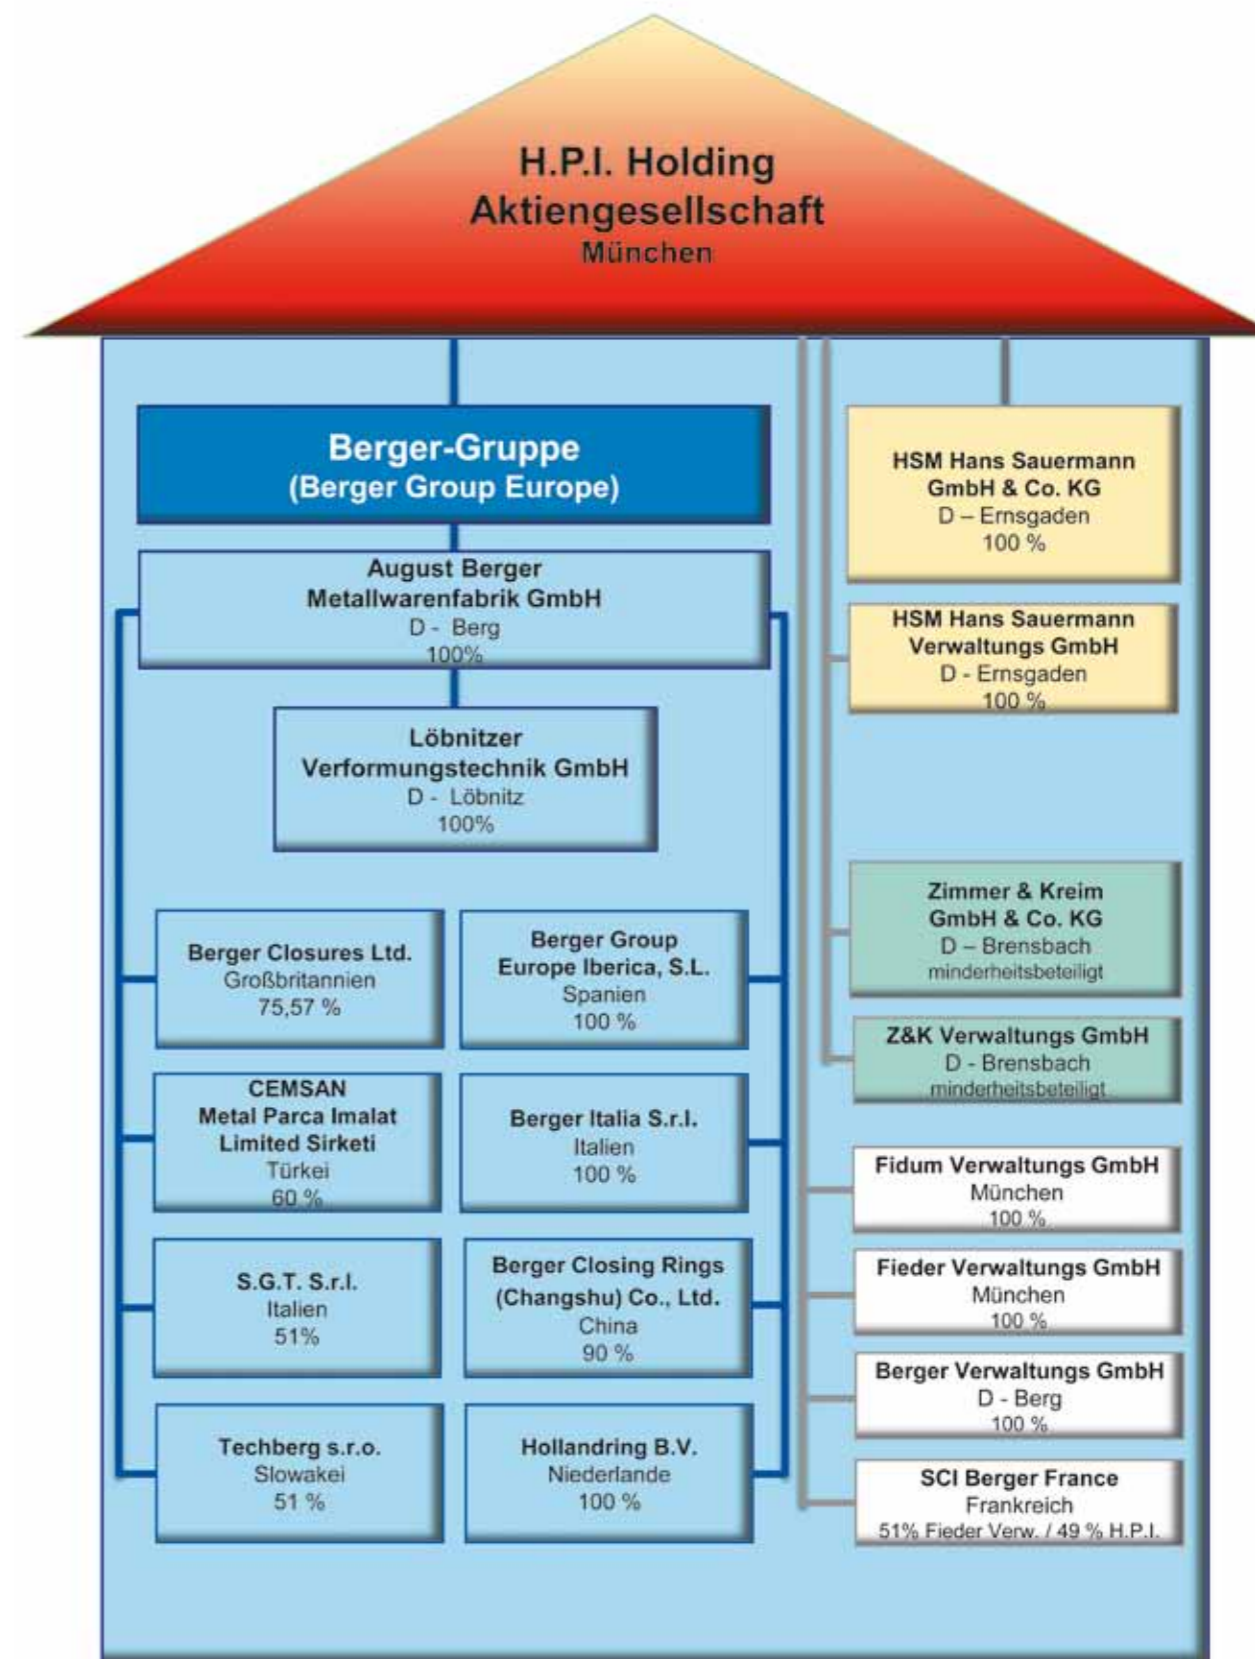 H.P.I. Holding
Aktiengesellschaft
München
Berger-Gruppe
(Berger Group Europe)
August Berger
Metallwarenfabrik GmbH
D - Berg
100%
Löbnitzer
Verformungstechnik GmbH
D - Löbnitz
100%
Berger Closures Ltd.
Großbritannien
75,57 %
Berger Group
Europe Iberica, S.L.
Spanien
100 %
CEMSAN
Metal Parca Imalat
Limited Sirketi
Türkei
60 %
Berger Italia S.r.l.
Italien
100 %
S.G.T. S.r.l.
Italien
51%
Berger Closing Rings
(Changshu) Co., Ltd.
China
90 %
Techberg s.r.o.
Slowakei
51 %
Hollandring B.V.
Niederlande
100 %
HSM Hans Sauermann
GmbH & Co. KG
D – Ernsgaden
100 %
HSM Hans Sauermann
Verwaltungs GmbH
D - Ernsgaden
100 %
Zimmer & Kreim
GmbH & Co. KG
D – Brensbach
minderheitsbeteiligt
Z&K Verwaltungs GmbH
D - Brensbach
minderheitsbeteiligt
Fidum Verwaltungs GmbH
München
100 %
Fieder Verwaltungs GmbH
München
100 %
Berger Verwaltungs GmbH
D - Berg
100 %
SCI Berger France
Frankreich
51% Fieder Verw. / 49 % H.P.I.